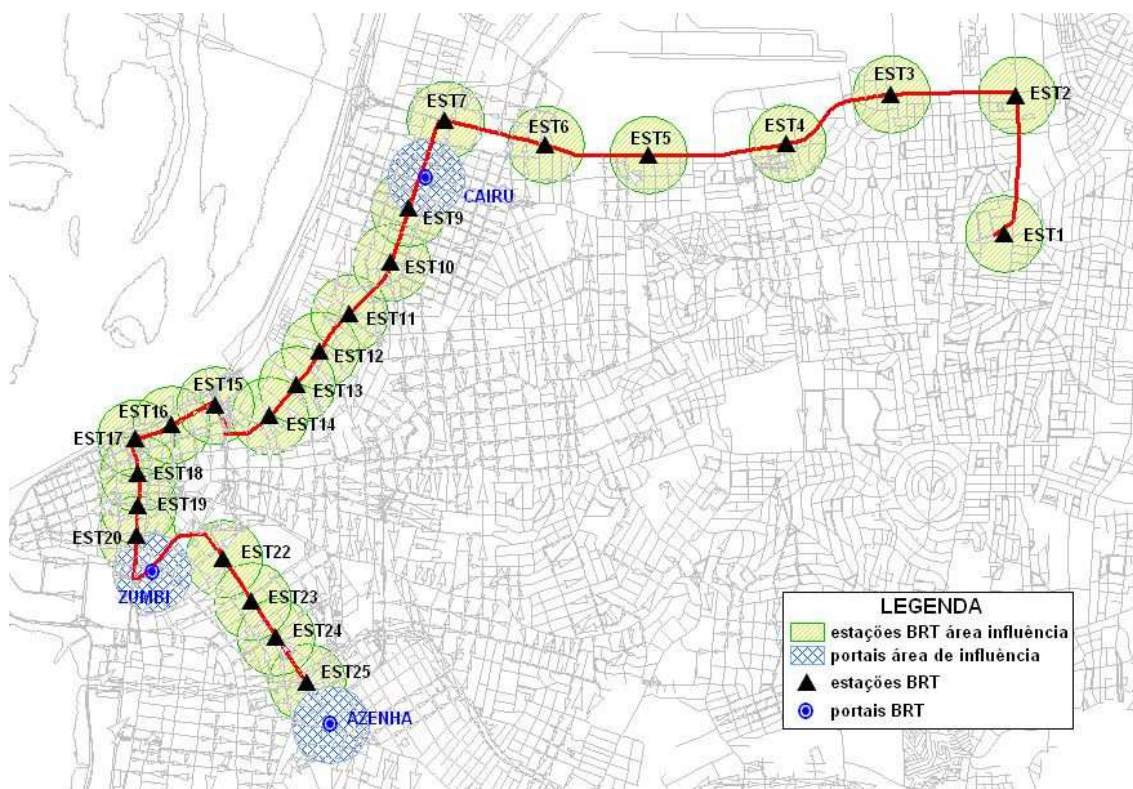 EST3
EST2
EST7
EST6
EST5
EST4
CAIRU
EST9
EST1
EST10
EST11
EST12
EST13
EST15
EST16
EST14
EST17
EST18
EST19
EST20
EST22
ZUMBI
EST23
EST24
EST25
AZENHA
LEGENDA
estações BRT área influência
portais área de influência
estações BRT
portais BRT